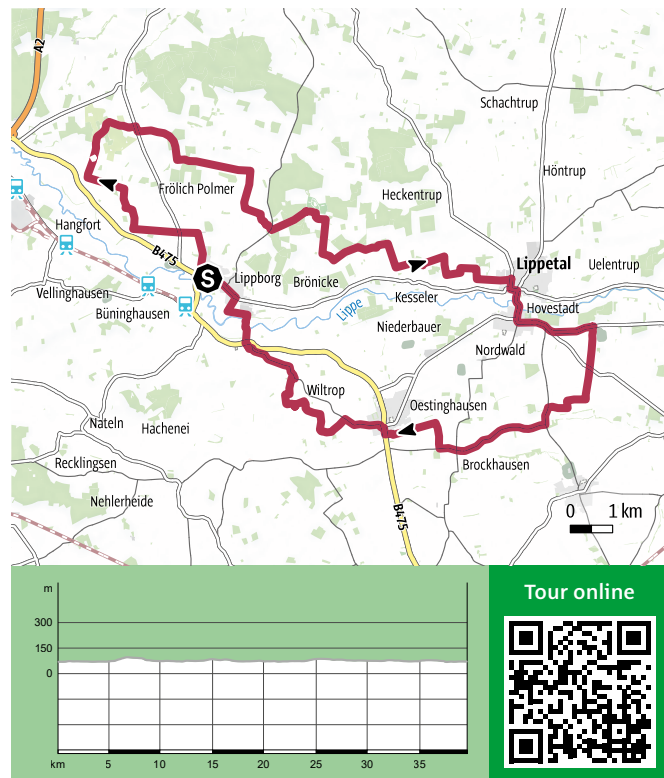 A2
Schachtrup
Höntrup
Frölich Polmer
Heckentrup
Hangfort
B475
Lippetal
Uelentrup
S
Lippborg
Brönicke
Vellinghausen
Kesseler
Büninghausen
Lippe
Hovestadt
Niederbauer
Nordwald
Wiltrop
Oestinghausen
Nateln
Hachenei
Recklingsen
Brockhausen
Nehlerheide
B475
0 1 km
Tour online
m
300
150
0
km 5 10 15 20 25 30 35